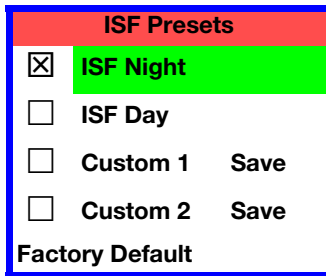 ISF Presets
ISF Night
ISF Day
Custom 1 Save
Custom 2 Save
Factory Default